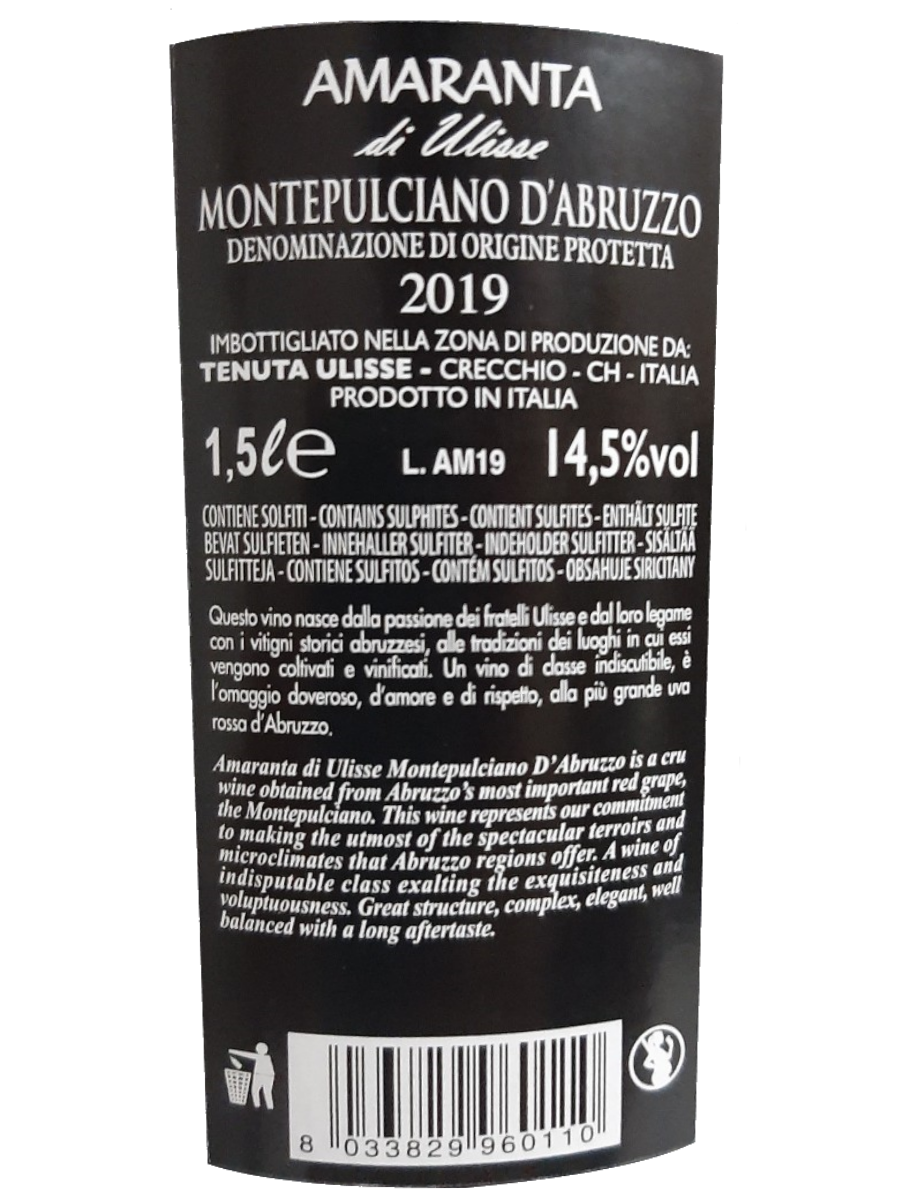 AMARANTA
di Ulisse
MONTEPULCIANO D'ABRUZZO
DENOMINAZIONE DI ORIGINE PROTETTA
2019
IMBOTTIGLIATO NELLA ZONA DI PRODUZIONE DA:
TENUTA ULISSE - CRECCHIO - CH - ITALIA
PRODOTTO IN ITALIA
1,5ℓe L. AM19 14,5%vol
CONTIENE SOLFITI - CONTAINS SULPHITES - CONTIENT SULFITES - ENTHÄLT SULFITE
BEVAT SULFIETEN - INNEHALLER SULFITER - INDEHOLDER SULFITTER - SISÄLTÄÄ
SULFITTEJA - CONTIENE SULFITOS - CONTÉM SULFITOS - OBSAHUJE SIRICITANY
Questo vino nasce dalla passione dei fratelli Ulisse e dal loro legame
con i vitigni storici abruzzesi, alle tradizioni dei luoghi in cui essi
vengono coltivati e vinificati. Un vino di classe indiscutibile, è
l'omaggio doveroso, d'amore e di rispetto, alla più grande uva
rossa d'Abruzzo.
Amaranta di Ulisse Montepulciano D'Abruzzo is a cru
wine obtained from Abruzzo's most important red grape,
the Montepulciano. This wine represents our commitment
to making the utmost of the spectacular terroirs and
microclimates that Abruzzo regions offer. A wine of
indisputable class exalting the exquisiteness and
voluptuousness. Great structure, complex, elegant, well
balanced with a long aftertaste.
8 033829 960110